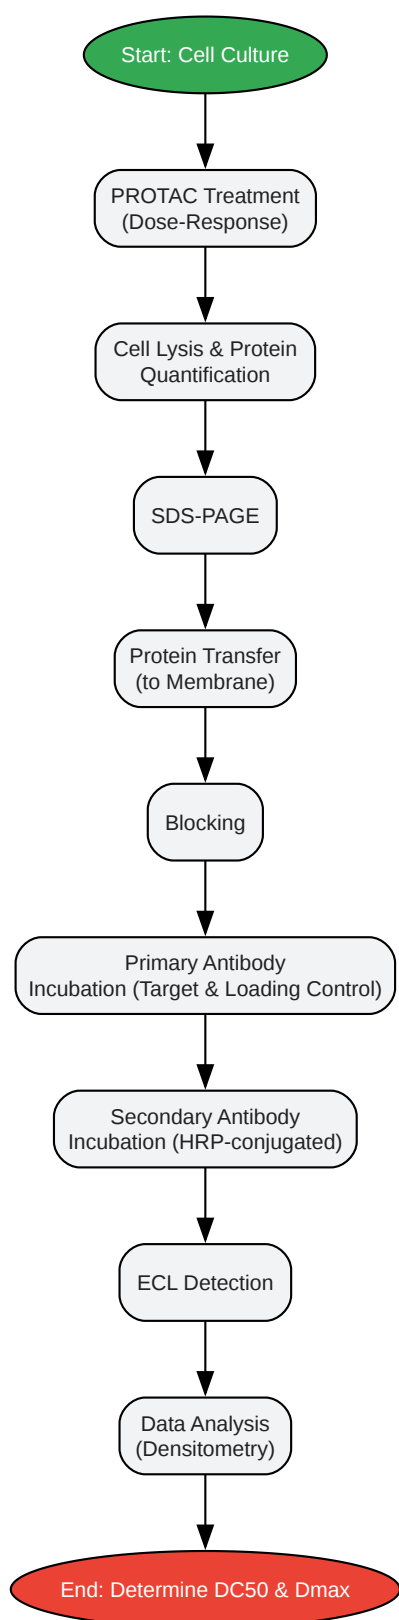 Start: Cell Culture
PROTAC Treatment
(Dose-Response)
Cell Lysis & Protein
Quantification
SDS-PAGE
Protein Transfer
(to Membrane)
Blocking
Primary Antibody
Incubation (Target & Loading Control)
Secondary Antibody
Incubation (HRP-conjugated)
ECL Detection
Data Analysis
(Densitometry)
End: Determine DC50 & Dmax